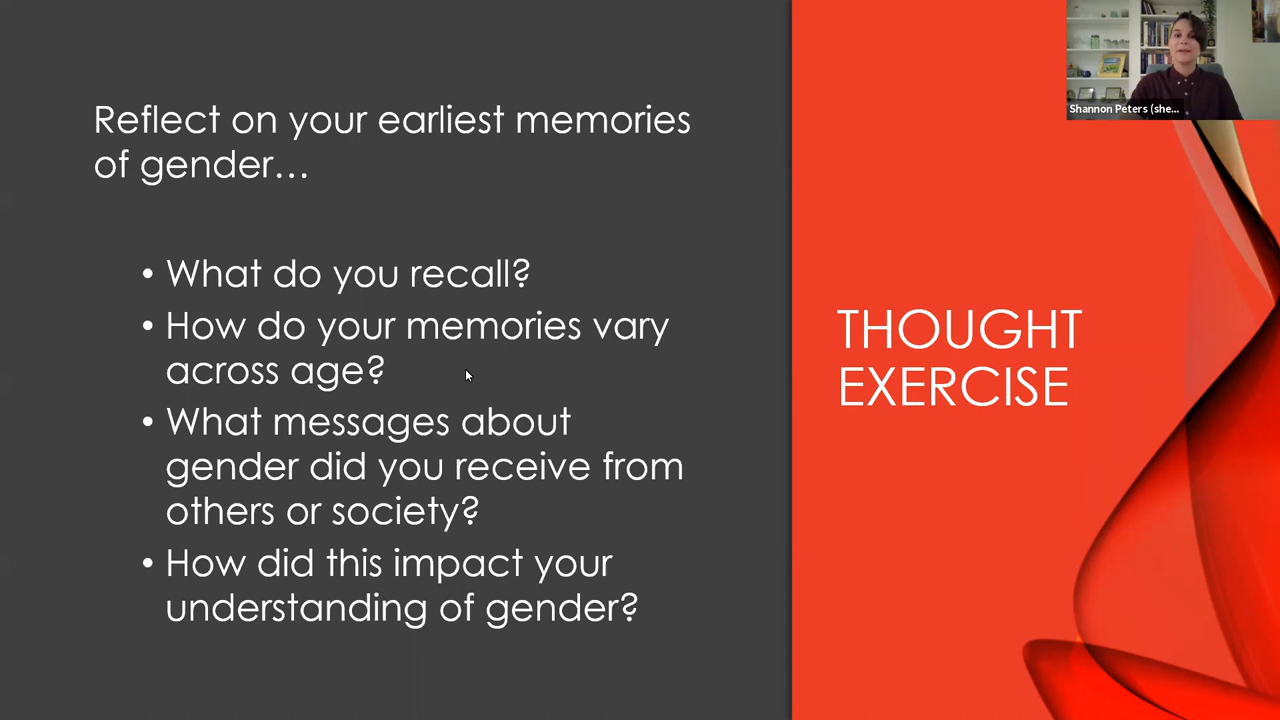 Reflect on your earliest memories
of gender…
• What do you recall?
• How do your memories vary
across age?
• What messages about
gender did you receive from
others or society?
• How did this impact your
understanding of gender?
THOUGHT
EXERCISE
Shannon Peters (she...